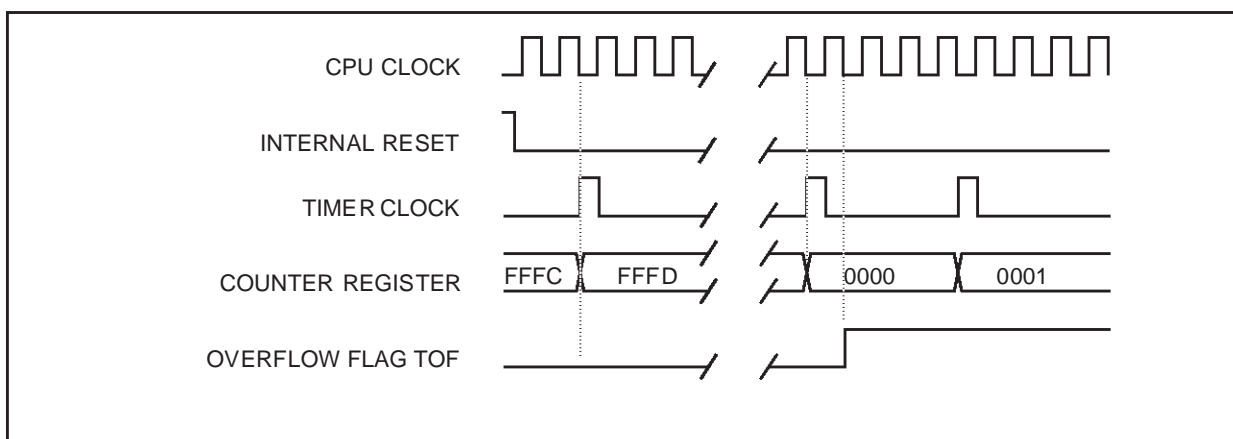 CPU CLOCK
INTERNAL RESET
TIMER CLOCK
COUNTER REGISTER
FFFC
FFFD
0000
0001
OVERFLOW FLAG TOF